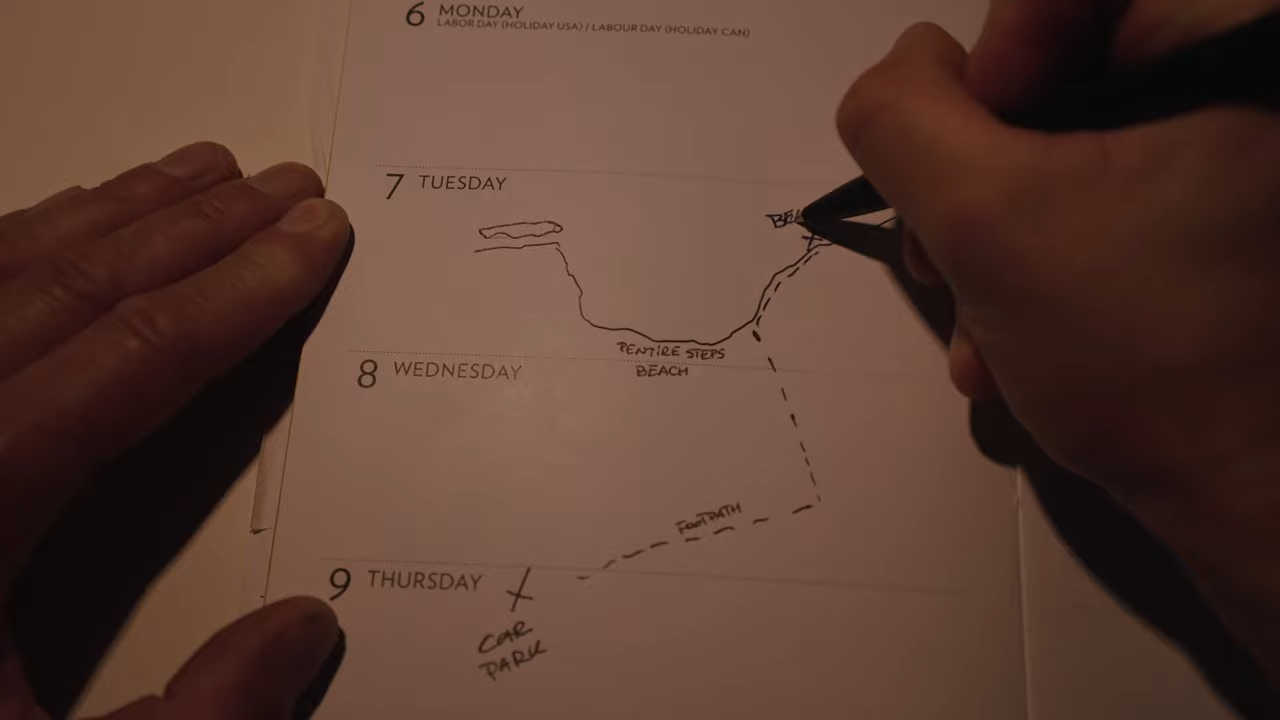 6 MONDAY
LABOR DAY (HOLIDAY USA) / LABOUR DAY (HOLIDAY CAN)
7 TUESDAY
PENTIRE STEPS
BEACH
8 WEDNESDAY
FOOTPATH
9 THURSDAY
CAR
PARK